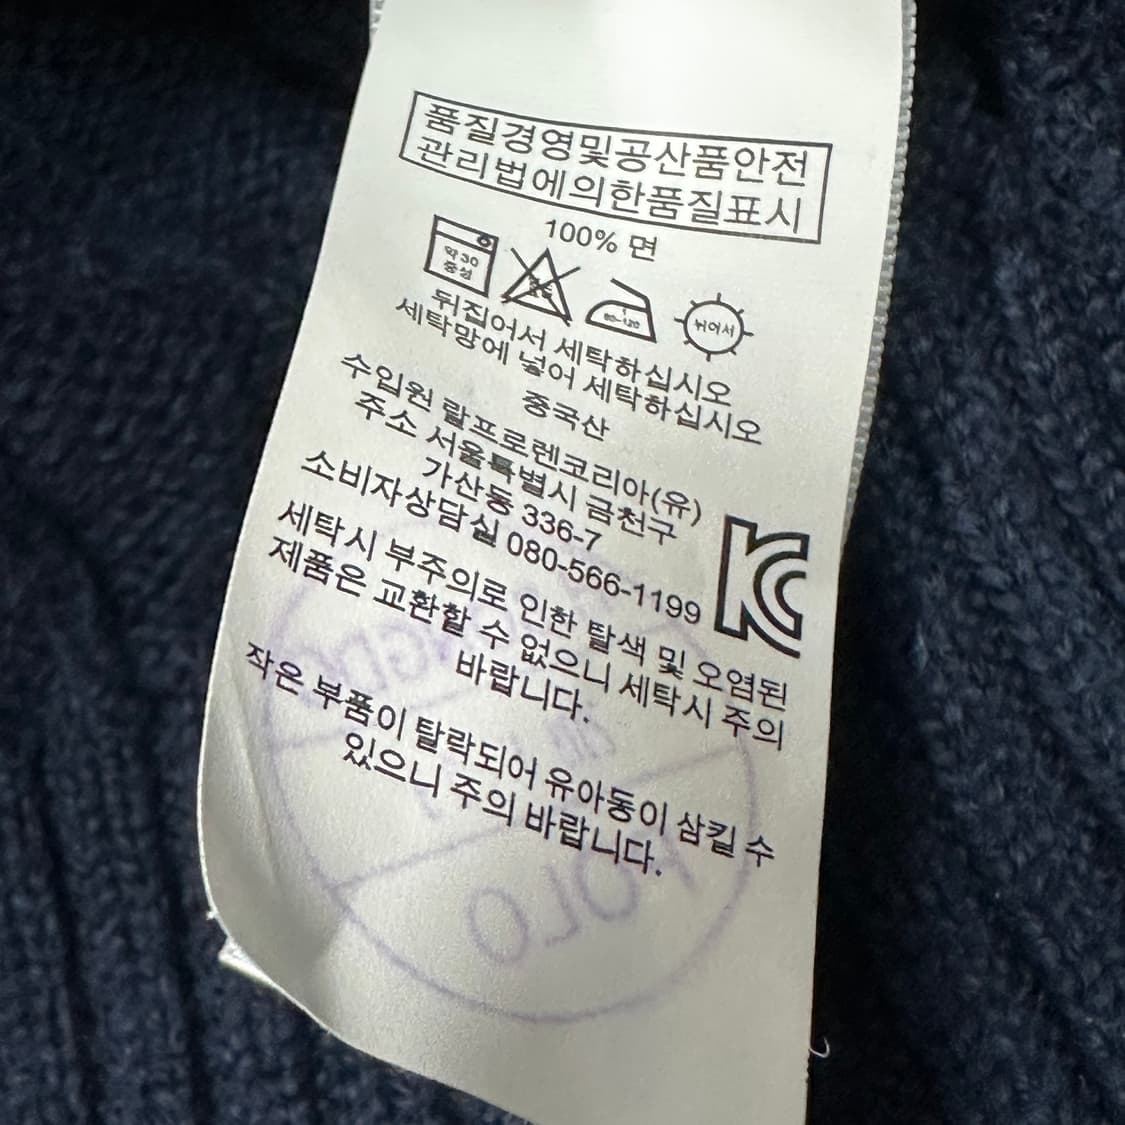 품질경영및공산품안전
관리법에의한품질표시
100% 면
약 30
중성
80-120
뉘어서
뒤집어서 세탁하십시오
세탁망에 넣어 세탁하십시오
중국산
수입원 랄프로렌코리아(유)
주소 서울특별시 금천구
가산동 336-7
소비자상담실 080-566-1199
세탁시 부주의로 인한 탈색 및 오염된
제품은 교환할 수 없으니 세탁시 주의
바랍니다.
작은 부품이 탈락되어 유아동이 삼킬 수
있으니 주의 바랍니다.
POLO